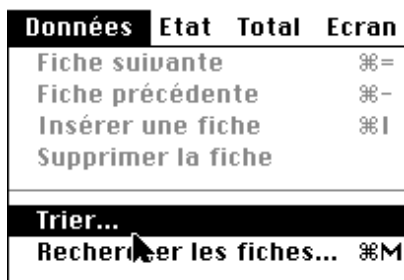 Données Etat Total Ecran
Fiche suivante ⌘=
Fiche précédente ⌘-
Insérer une fiche ⌘I
Supprimer la fiche
Trier...
Rechercher les fiches... ⌘M